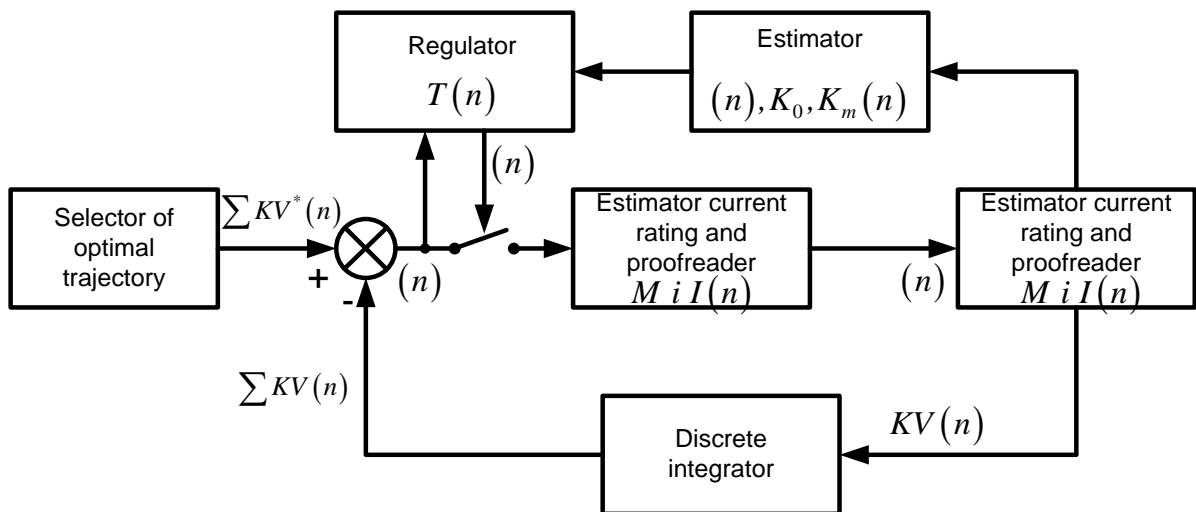 Regulator
T(n)
Estimator
(n), K₀, Kₘ(n)
(n)
Selector of
optimal
trajectory
∑ KV*(n)
+
-
(n)
Estimator current
rating and
proofreader
M i I(n)
(n)
Estimator current
rating and
proofreader
M i I(n)
∑ KV(n)
Discrete
integrator
KV(n)